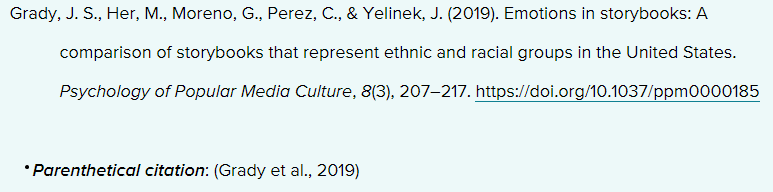 Grady, J. S., Her, M., Moreno, G., Perez, C., & Yelinek, J. (2019). Emotions in storybooks: A
comparison of storybooks that represent ethnic and racial groups in the United States.
Psychology of Popular Media Culture, 8(3), 207–217. https://doi.org/10.1037/ppm0000185
• Parenthetical citation: (Grady et al., 2019)